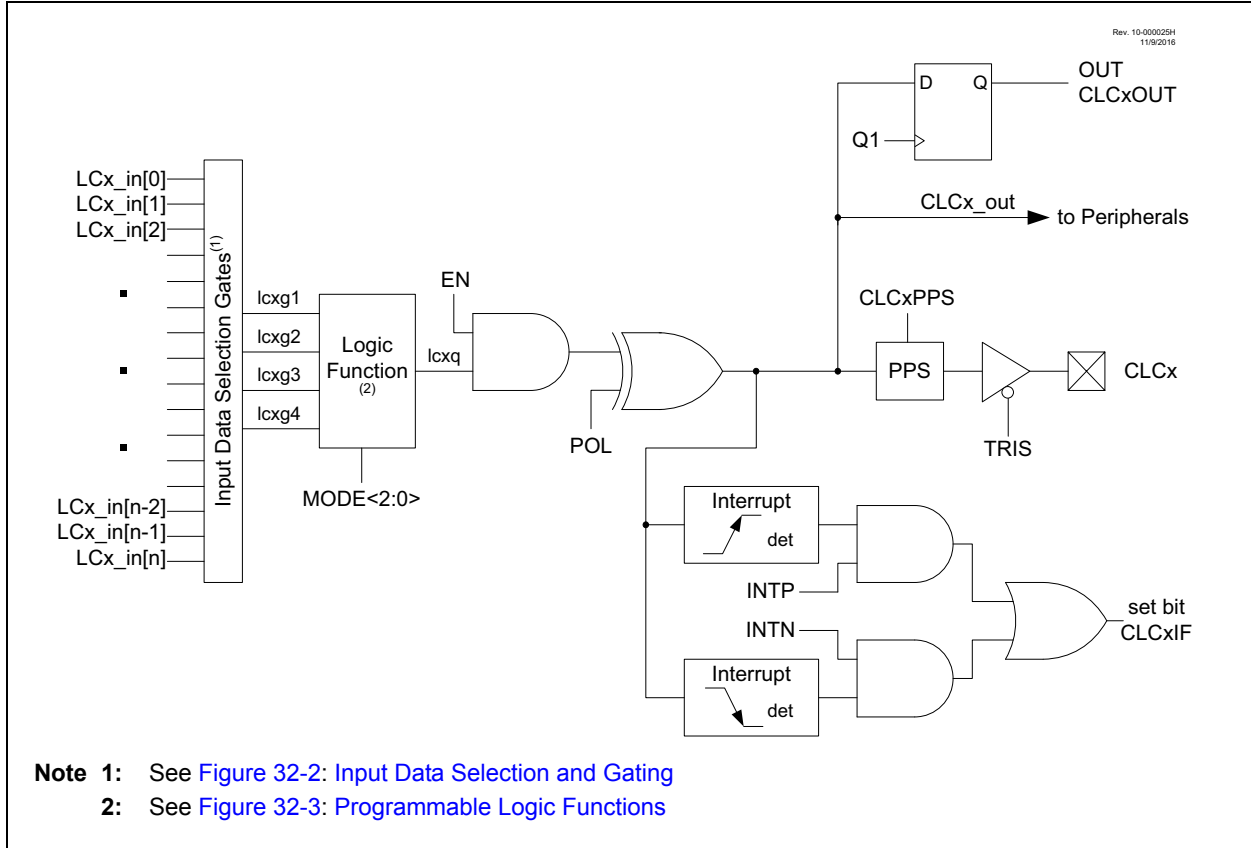 Rev. 10-000025H
11/9/2016
D Q
OUT
CLCxOUT
Q1
CLCx_out
to Peripherals
LCx_in[0]
LCx_in[1]
LCx_in[2]
Input Data Selection Gates(1)
LCx_in[n-2]
LCx_in[n-1]
LCx_in[n]
lcxg1
lcxg2
lcxg3
lcxg4
Logic
Function
(2)
MODE<2:0>
EN
lcxq
POL
CLCxPPS
PPS
CLCx
TRIS
Interrupt
det
INTP
INTN
Interrupt
det
set bit
CLCxIF
Note 1: See Figure 32-2: Input Data Selection and Gating
2: See Figure 32-3: Programmable Logic Functions